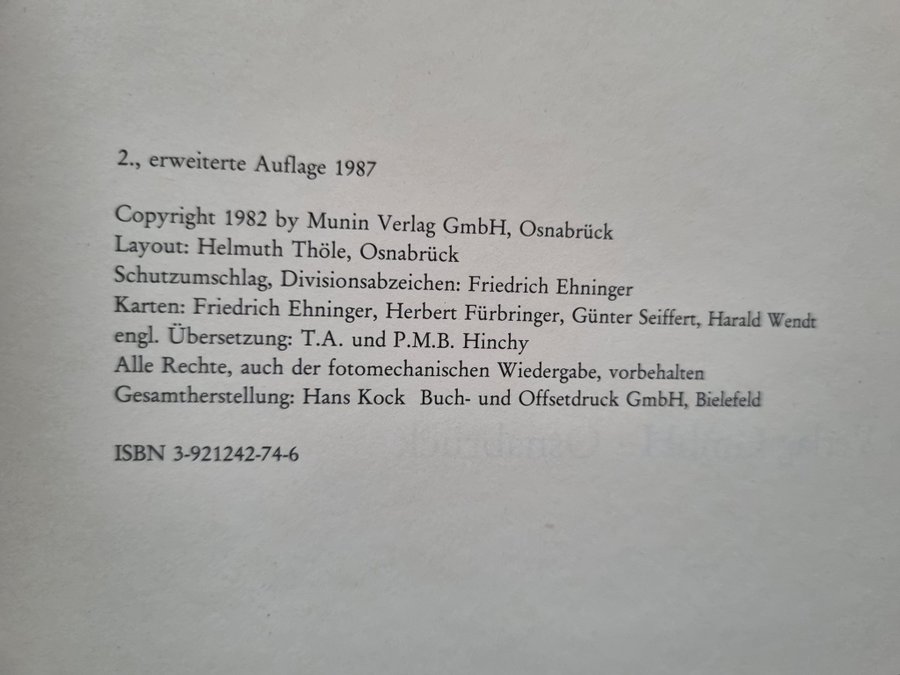 2., erweiterte Auflage 1987
Copyright 1982 by Munin Verlag GmbH, Osnabrück
Layout: Helmuth Thöle, Osnabrück
Schutzumschlag, Divisionsabzeichen: Friedrich Ehninger
Karten: Friedrich Ehninger, Herbert Fürbringer, Günter Seiffert, Harald Wendt
engl. Übersetzung: T.A. und P.M.B. Hinchy
Alle Rechte, auch der fotomechanischen Wiedergabe, vorbehalten
Gesamtherstellung: Hans Kock Buch- und Offsetdruck GmbH, Bielefeld
ISBN 3-921242-74-6